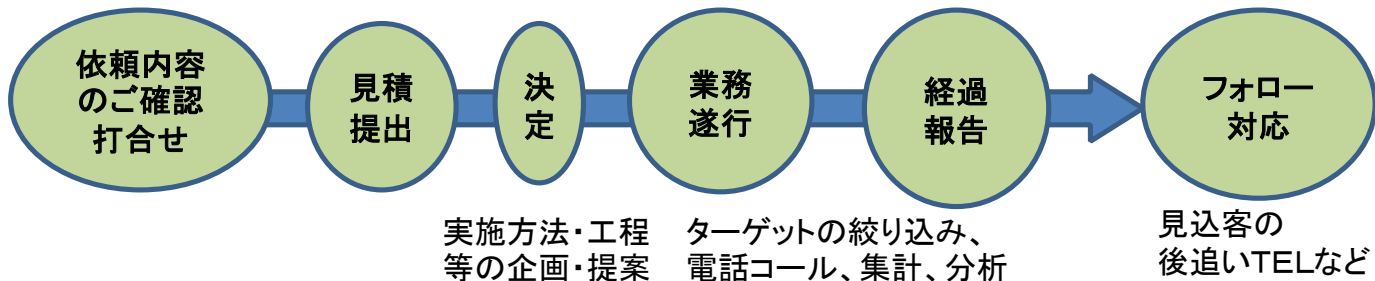 依頼内容
のご確認
打合せ
見積
提出
決
定
業務
遂行
経過
報告
フォロー
対応
実施方法・工程
等の企画・提案
ターゲットの絞り込み、
電話コール、集計、分析
見込客の
後追いTELなど